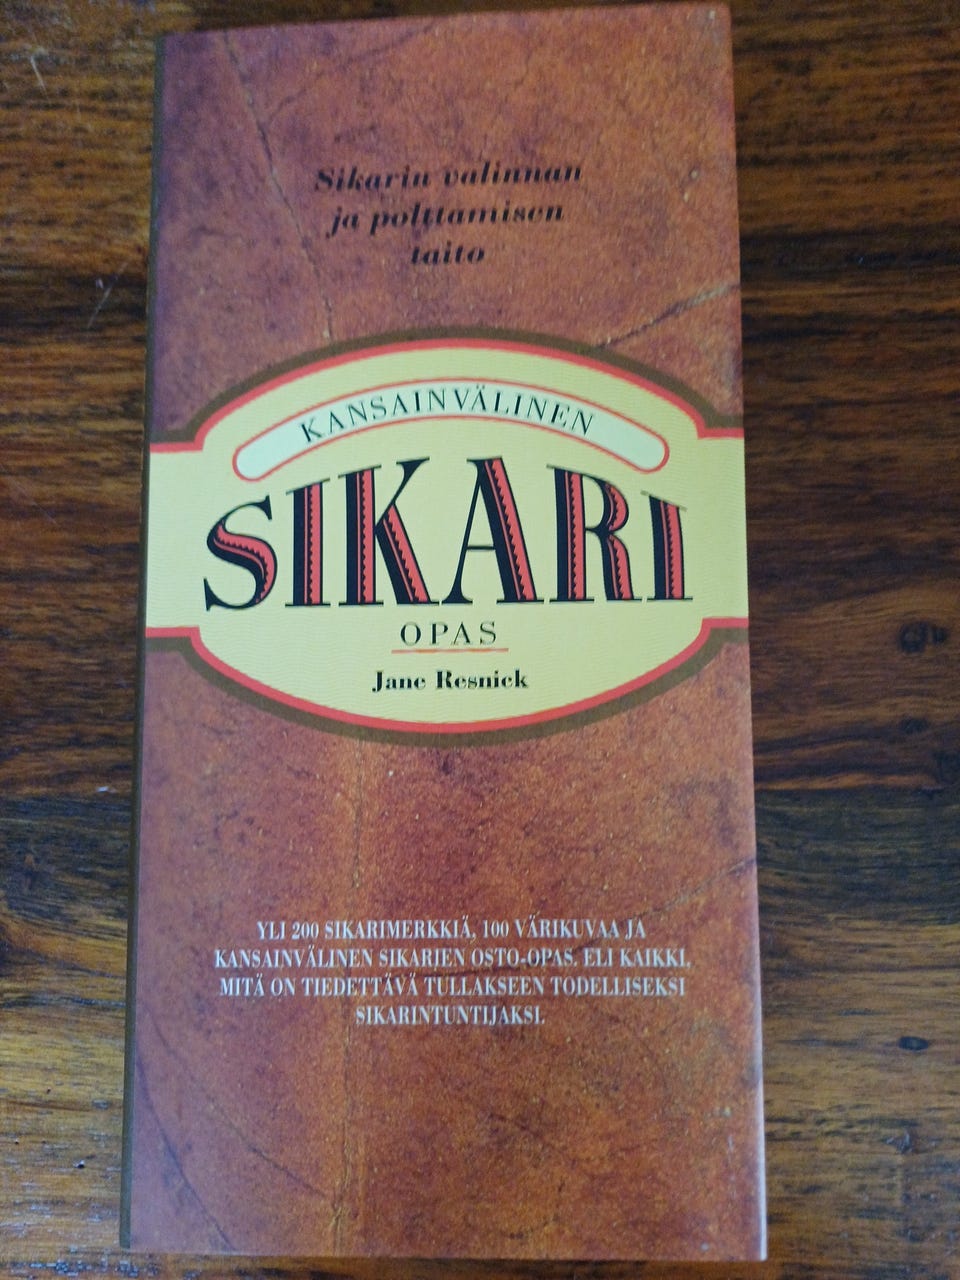 Sikarin valinnan
ja polttamisen
taito
KANSAINVÄLINEN
SIKARI
OPAS
Jane Resnick
YLI 200 SIKARIMERKKIÄ, 100 VÄRIKUVAA JA
KANSAINVÄLINEN SIKARIEN OSTO-OPAS. ELI KAIKKI,
MITÄ ON TIEDETTÄVÄ TULLAKSEEN TODELLISEKSI
SIKARINTUNTIJAKSI.